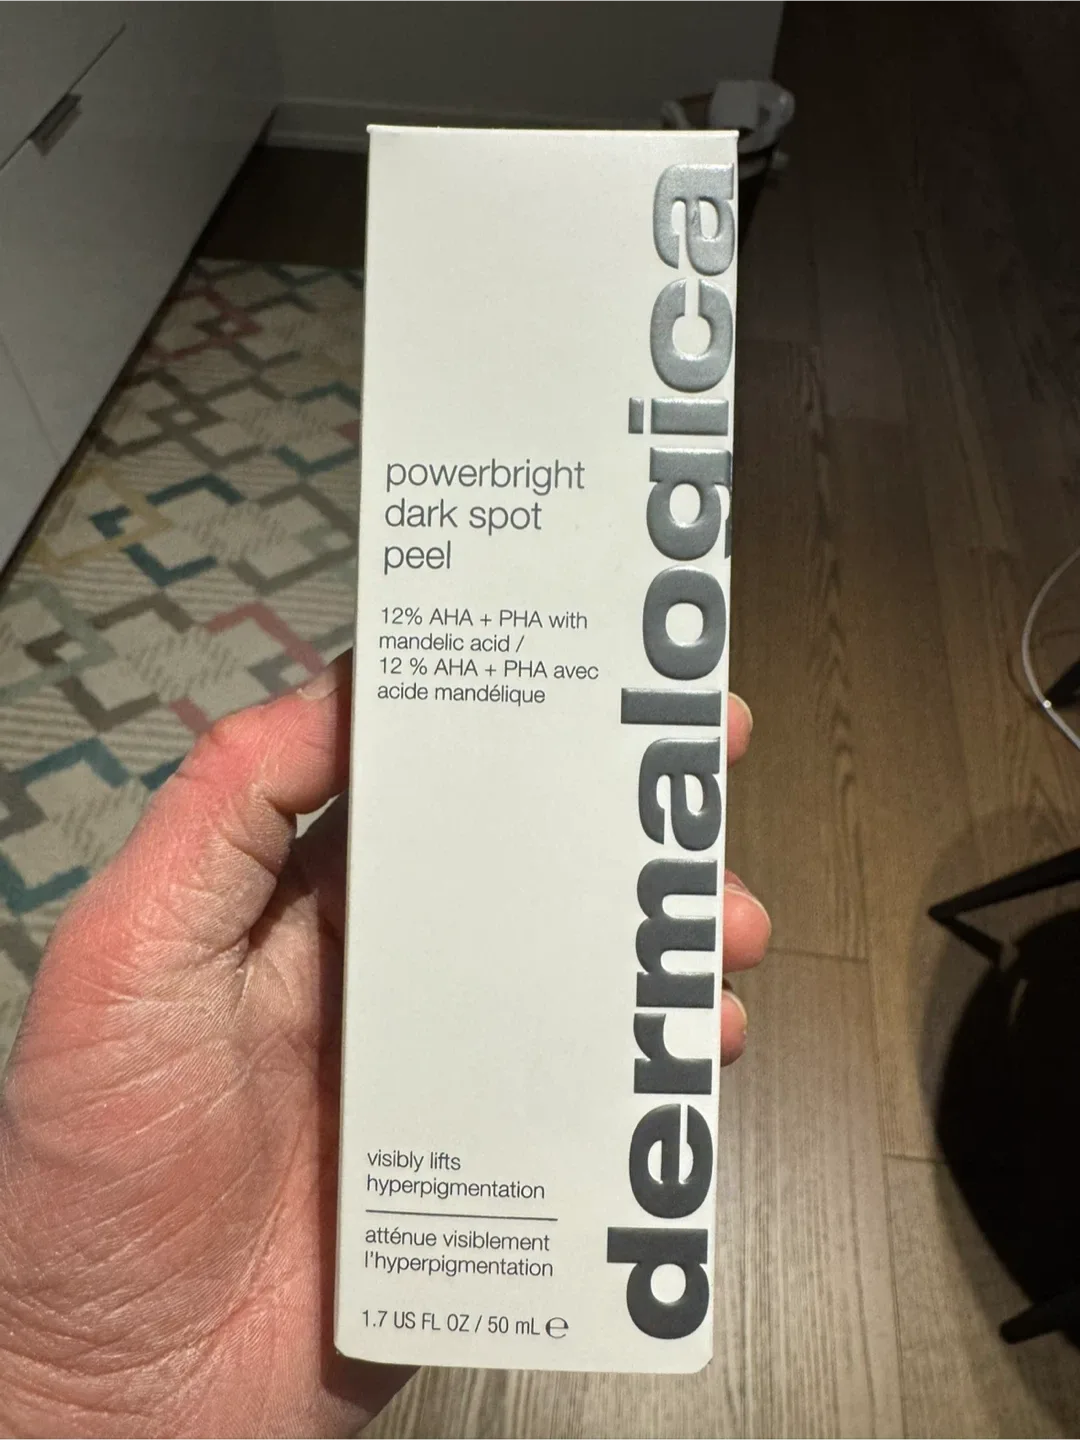 dermalogica
powerbright
dark spot
peel
12% AHA + PHA with
mandelic acid /
12 % AHA + PHA avec
acide mandélique
visibly lifts
hyperpigmentation
atténue visiblement
l'hyperpigmentation
1.7 US FL OZ / 50 mL ℮